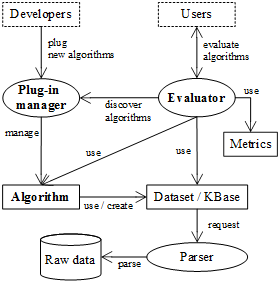 Developers
Users
plug
new algorithms
evaluate
algorithms
Plug-in
manager
discover
algorithms
Evaluator
use
manage
use
use
Metrics
Algorithm
use / create
Dataset / KBase
request
Raw data
parse
Parser